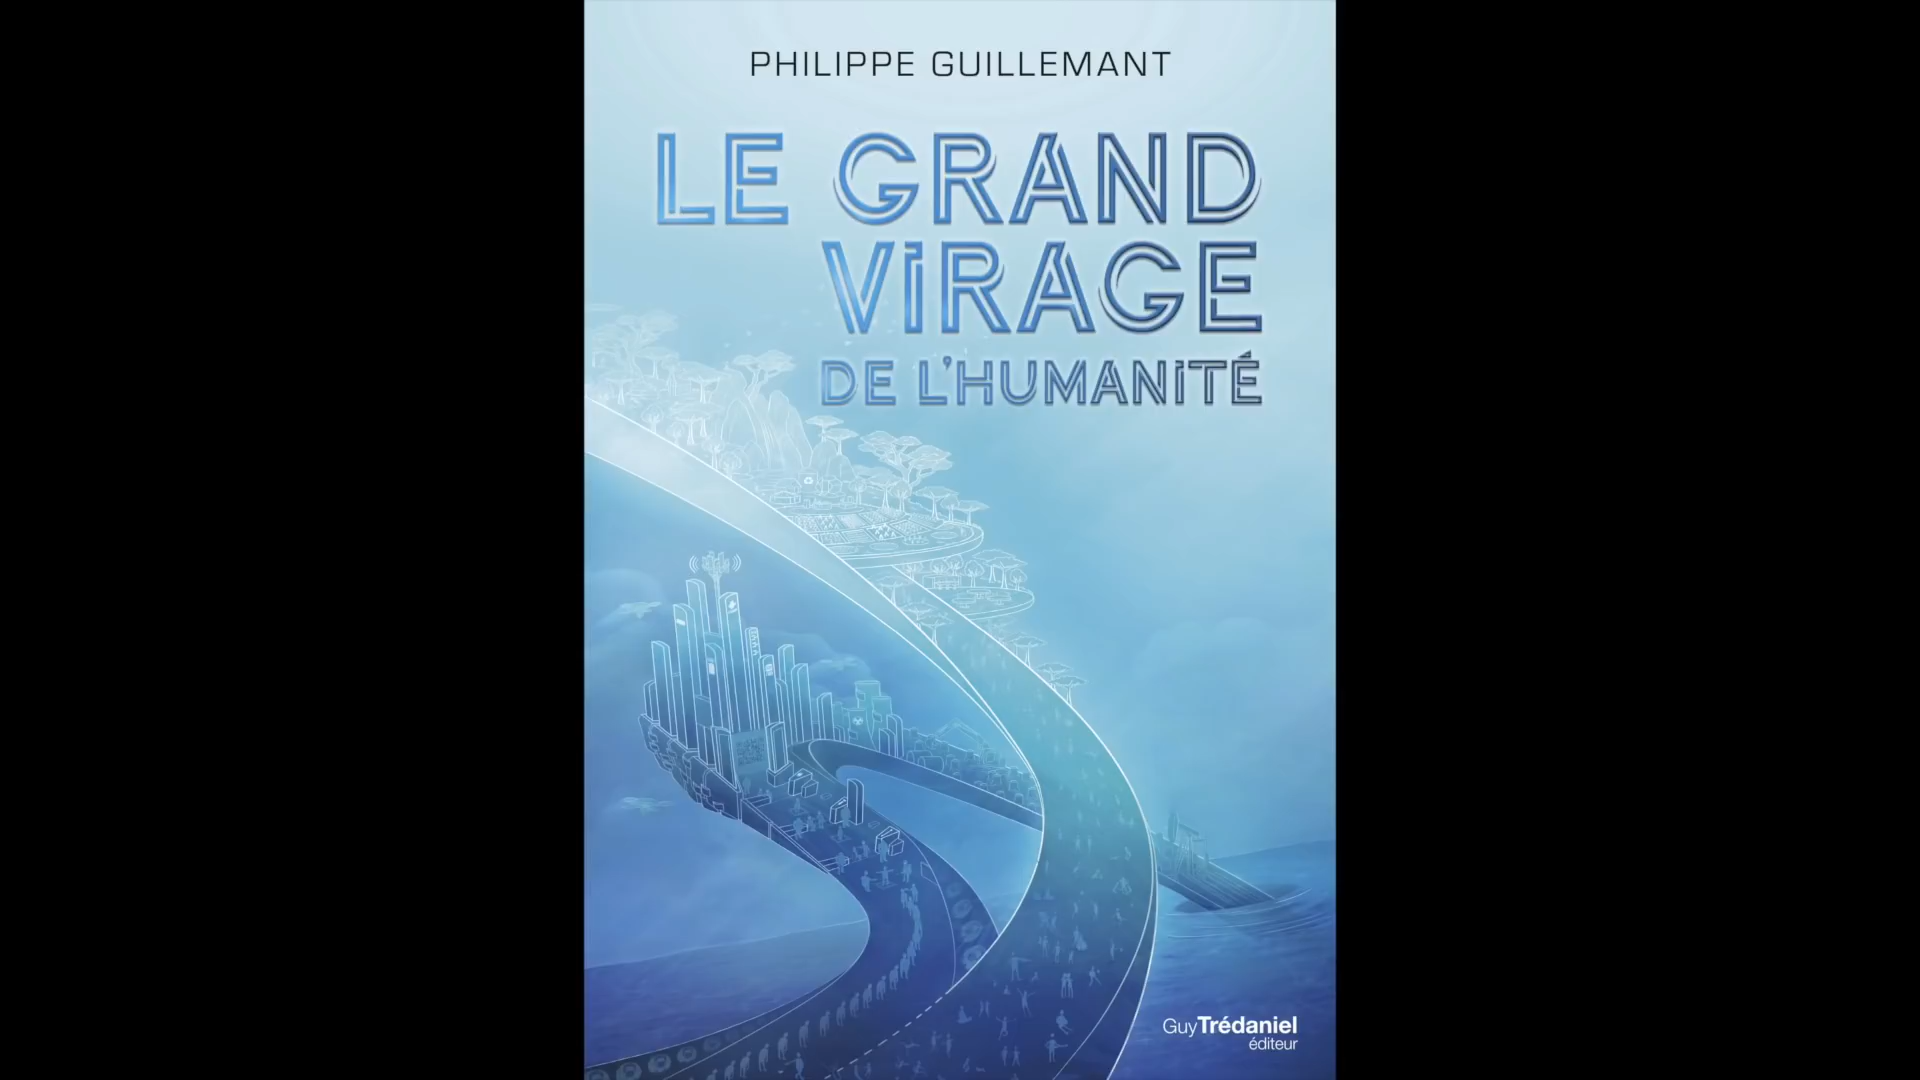 PHILIPPE GUILLEMANT
LE GRAND
VIRAGE
DE L'HUMANITÉ
GuyTrédaniel
éditeur